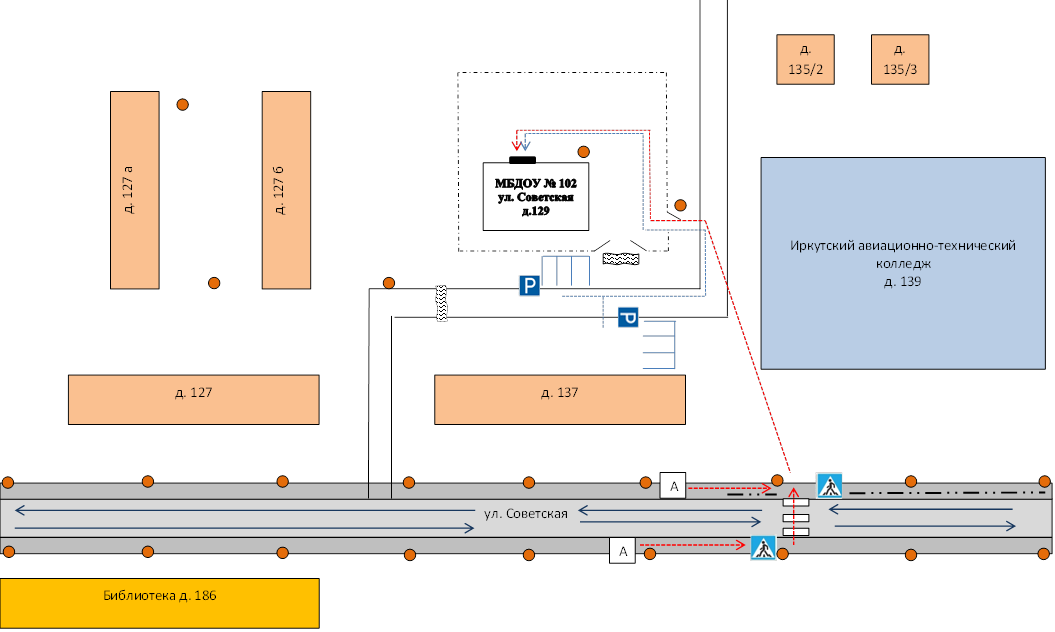 д.
135/2
д.
135/3
д. 127 а
д. 127 б
МБДОУ № 102
ул. Советская
д.129
Иркутский авиационно-технический
колледж
д. 139
P
P
д. 127
д. 137
А
ул. Советская
А
Библиотека д. 186